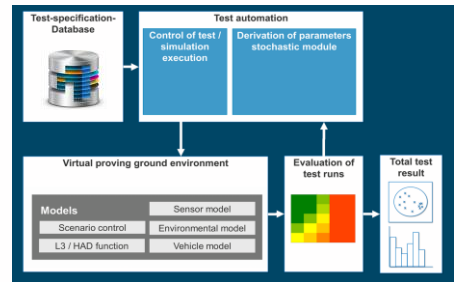 Test-specification-
Database
Test automation
Control of test /
simulation
execution
Derivation of parameters
stochastic module
Virtual proving ground environment
Models
Sensor model
Scenario control
Environmental model
L3 / HAD function
Vehicle model
Evaluation of
test runs
Total test
result